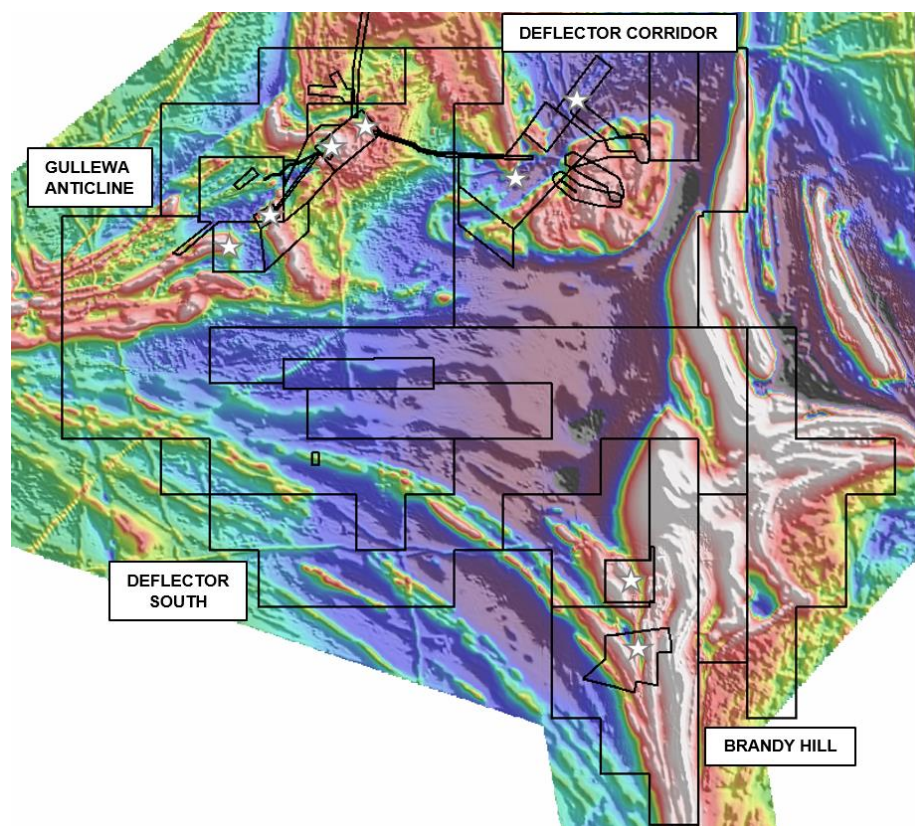 DEFLECTOR CORRIDOR
GULLEWA
ANTICLINE
DEFLECTOR
SOUTH
BRANDY HILL